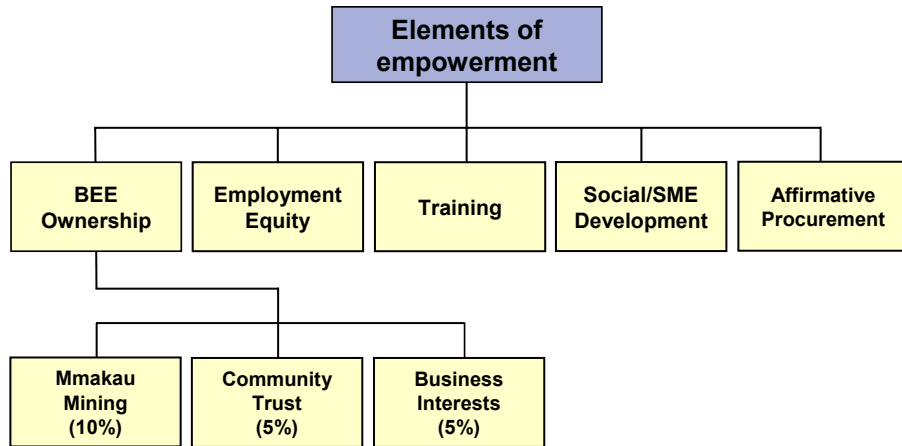 Elements of
empowerment
BEE
Ownership
Employment
Equity
Training
Social/SME
Development
Affirmative
Procurement
Mmakau
Mining
(10%)
Community
Trust
(5%)
Business
Interests
(5%)